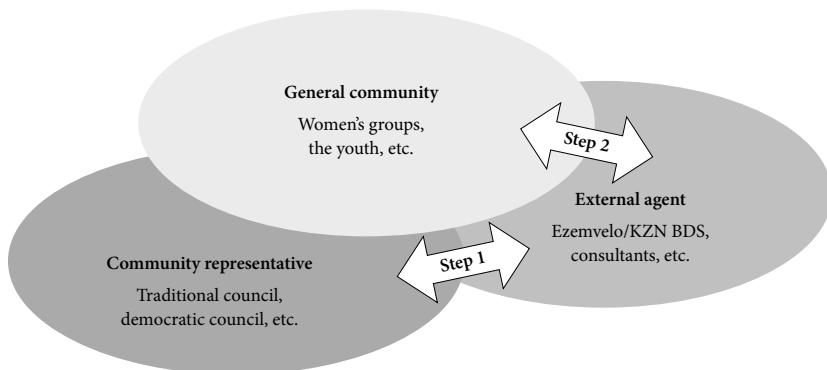 General community
Women's groups,
the youth, etc.
Step 2
External agent
Ezemvelo/KZN BDS,
consultants, etc.
Step 1
Community representative
Traditional council,
democratic council, etc.